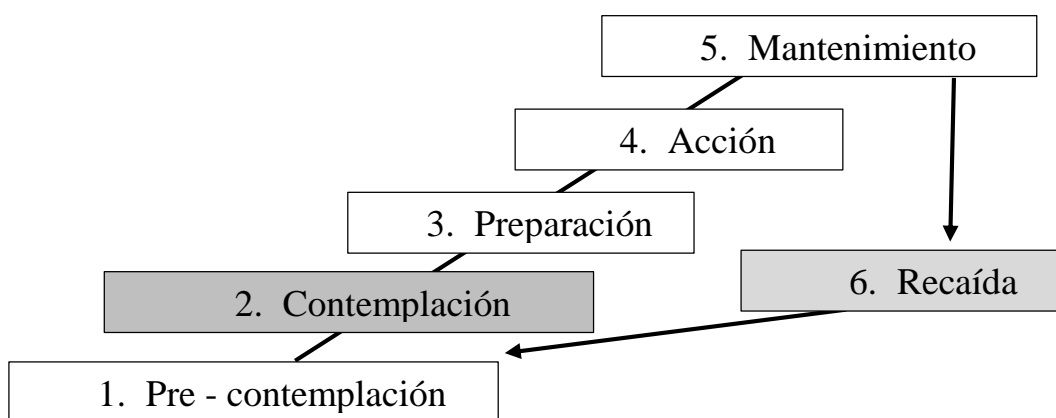 5. Mantenimiento
4. Acción
3. Preparación
6. Recaída
2. Contemplación
1. Pre - contemplación